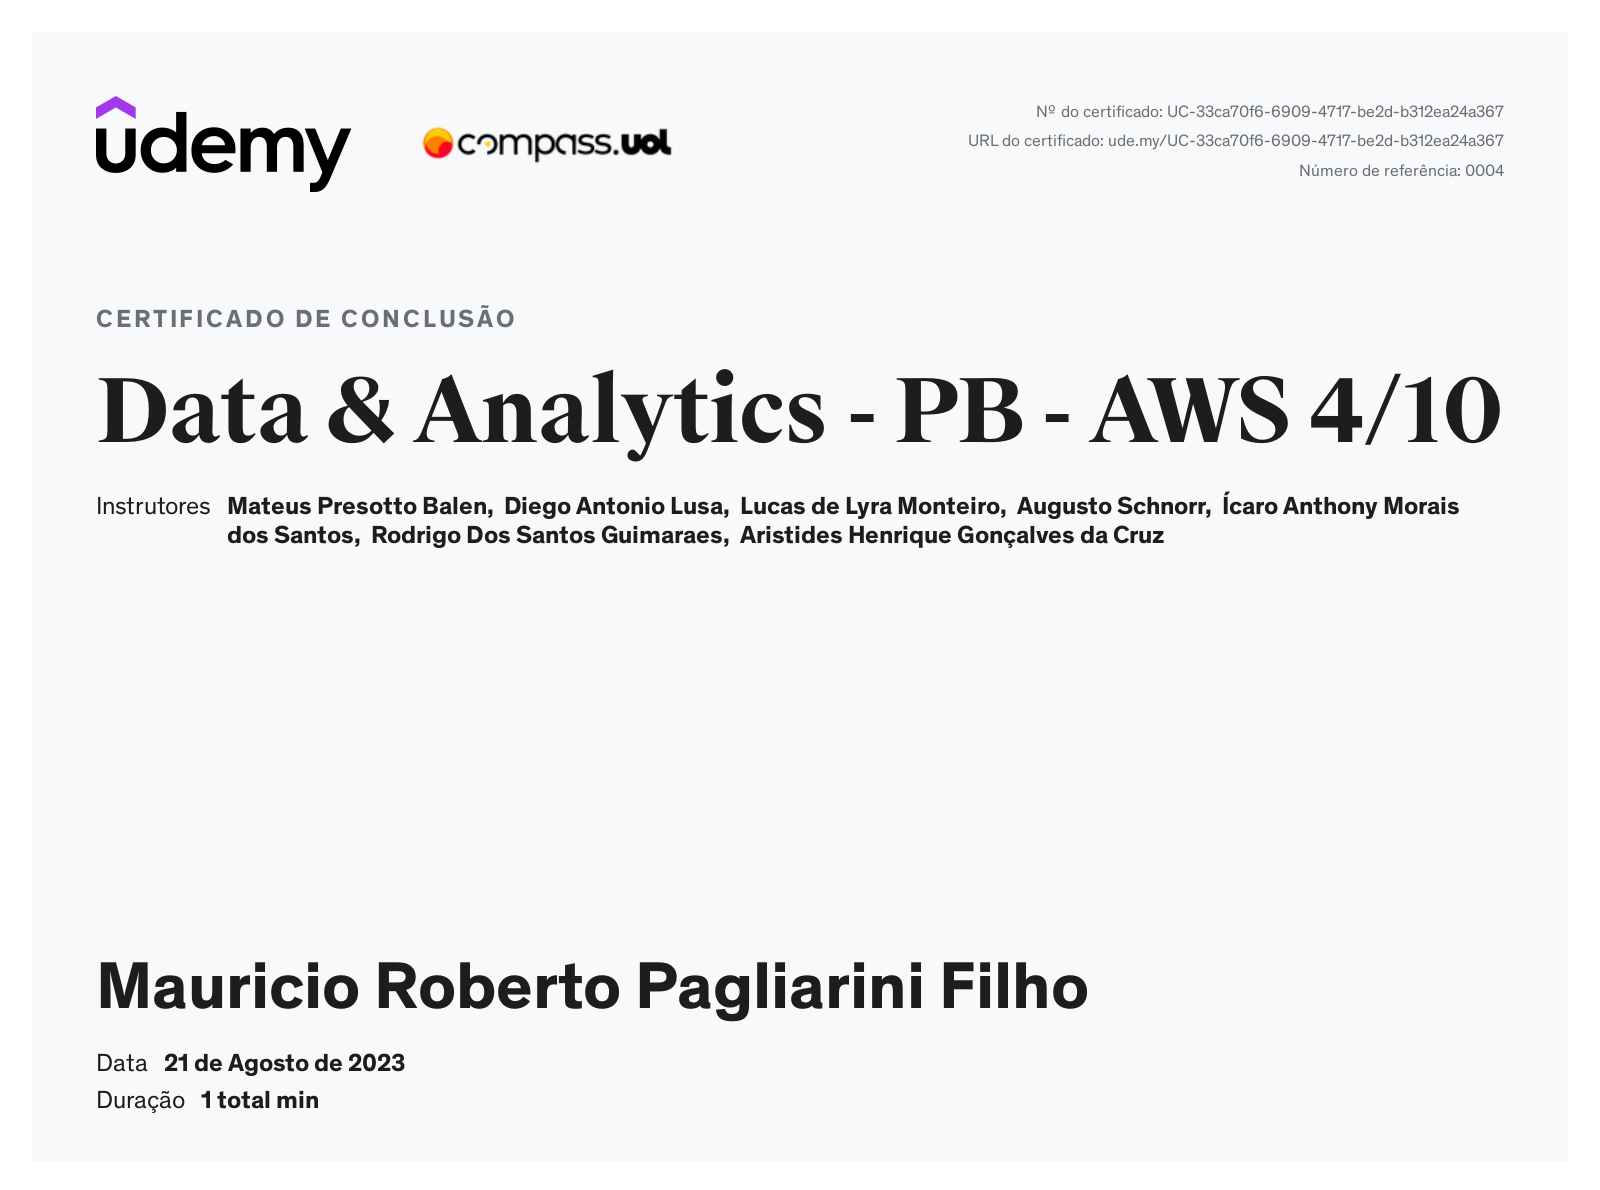 udemy
compass.uol
Nº do certificado: UC-33ca70f6-6909-4717-be2d-b312ea24a367
URL do certificado: ude.my/UC-33ca70f6-6909-4717-be2d-b312ea24a367
Número de referência: 0004
CERTIFICADO DE CONCLUSÃO
Data & Analytics - PB - AWS 4/10
Instrutores Mateus Presotto Balen, Diego Antonio Lusa, Lucas de Lyra Monteiro, Augusto Schnorr, Ícaro Anthony Morais
dos Santos, Rodrigo Dos Santos Guimaraes, Aristides Henrique Gonçalves da Cruz
Mauricio Roberto Pagliarini Filho
Data 21 de Agosto de 2023
Duração 1 total min